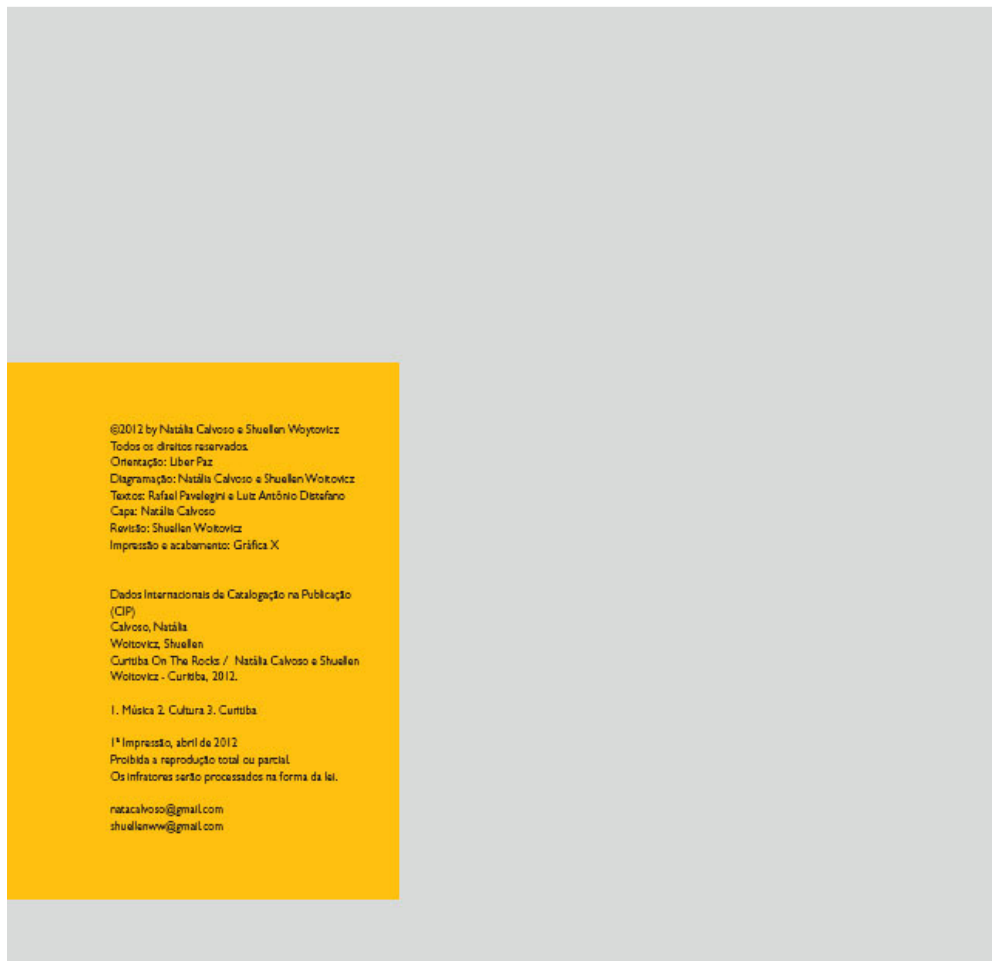 ©2012 by Natália Calvoso e Shuellen Woytovicz
Todos os direitos reservados.
Orientação: Liber Paz
Diagramação: Natália Calvoso e Shuellen Woitovicz
Textos: Rafael Pavelegini e Luiz Antônio Distefano
Capa: Natália Calvoso
Revisão: Shuellen Woitovicz
Impressão e acabamento: Gráfica X
Dados Internacionais de Catalogação na Publicação
(CIP)
Calvoso, Natália
Woitovicz, Shuellen
Curitiba On The Rocks / Natália Calvoso e Shuellen
Woitovicz - Curitiba, 2012.
1. Música 2. Cultura 3. Curitiba
1ª Impressão, abril de 2012
Proibida a reprodução total ou parcial.
Os infratores serão processados na forma da lei.
natacalvoso@gmail.com
shuellenww@gmail.com